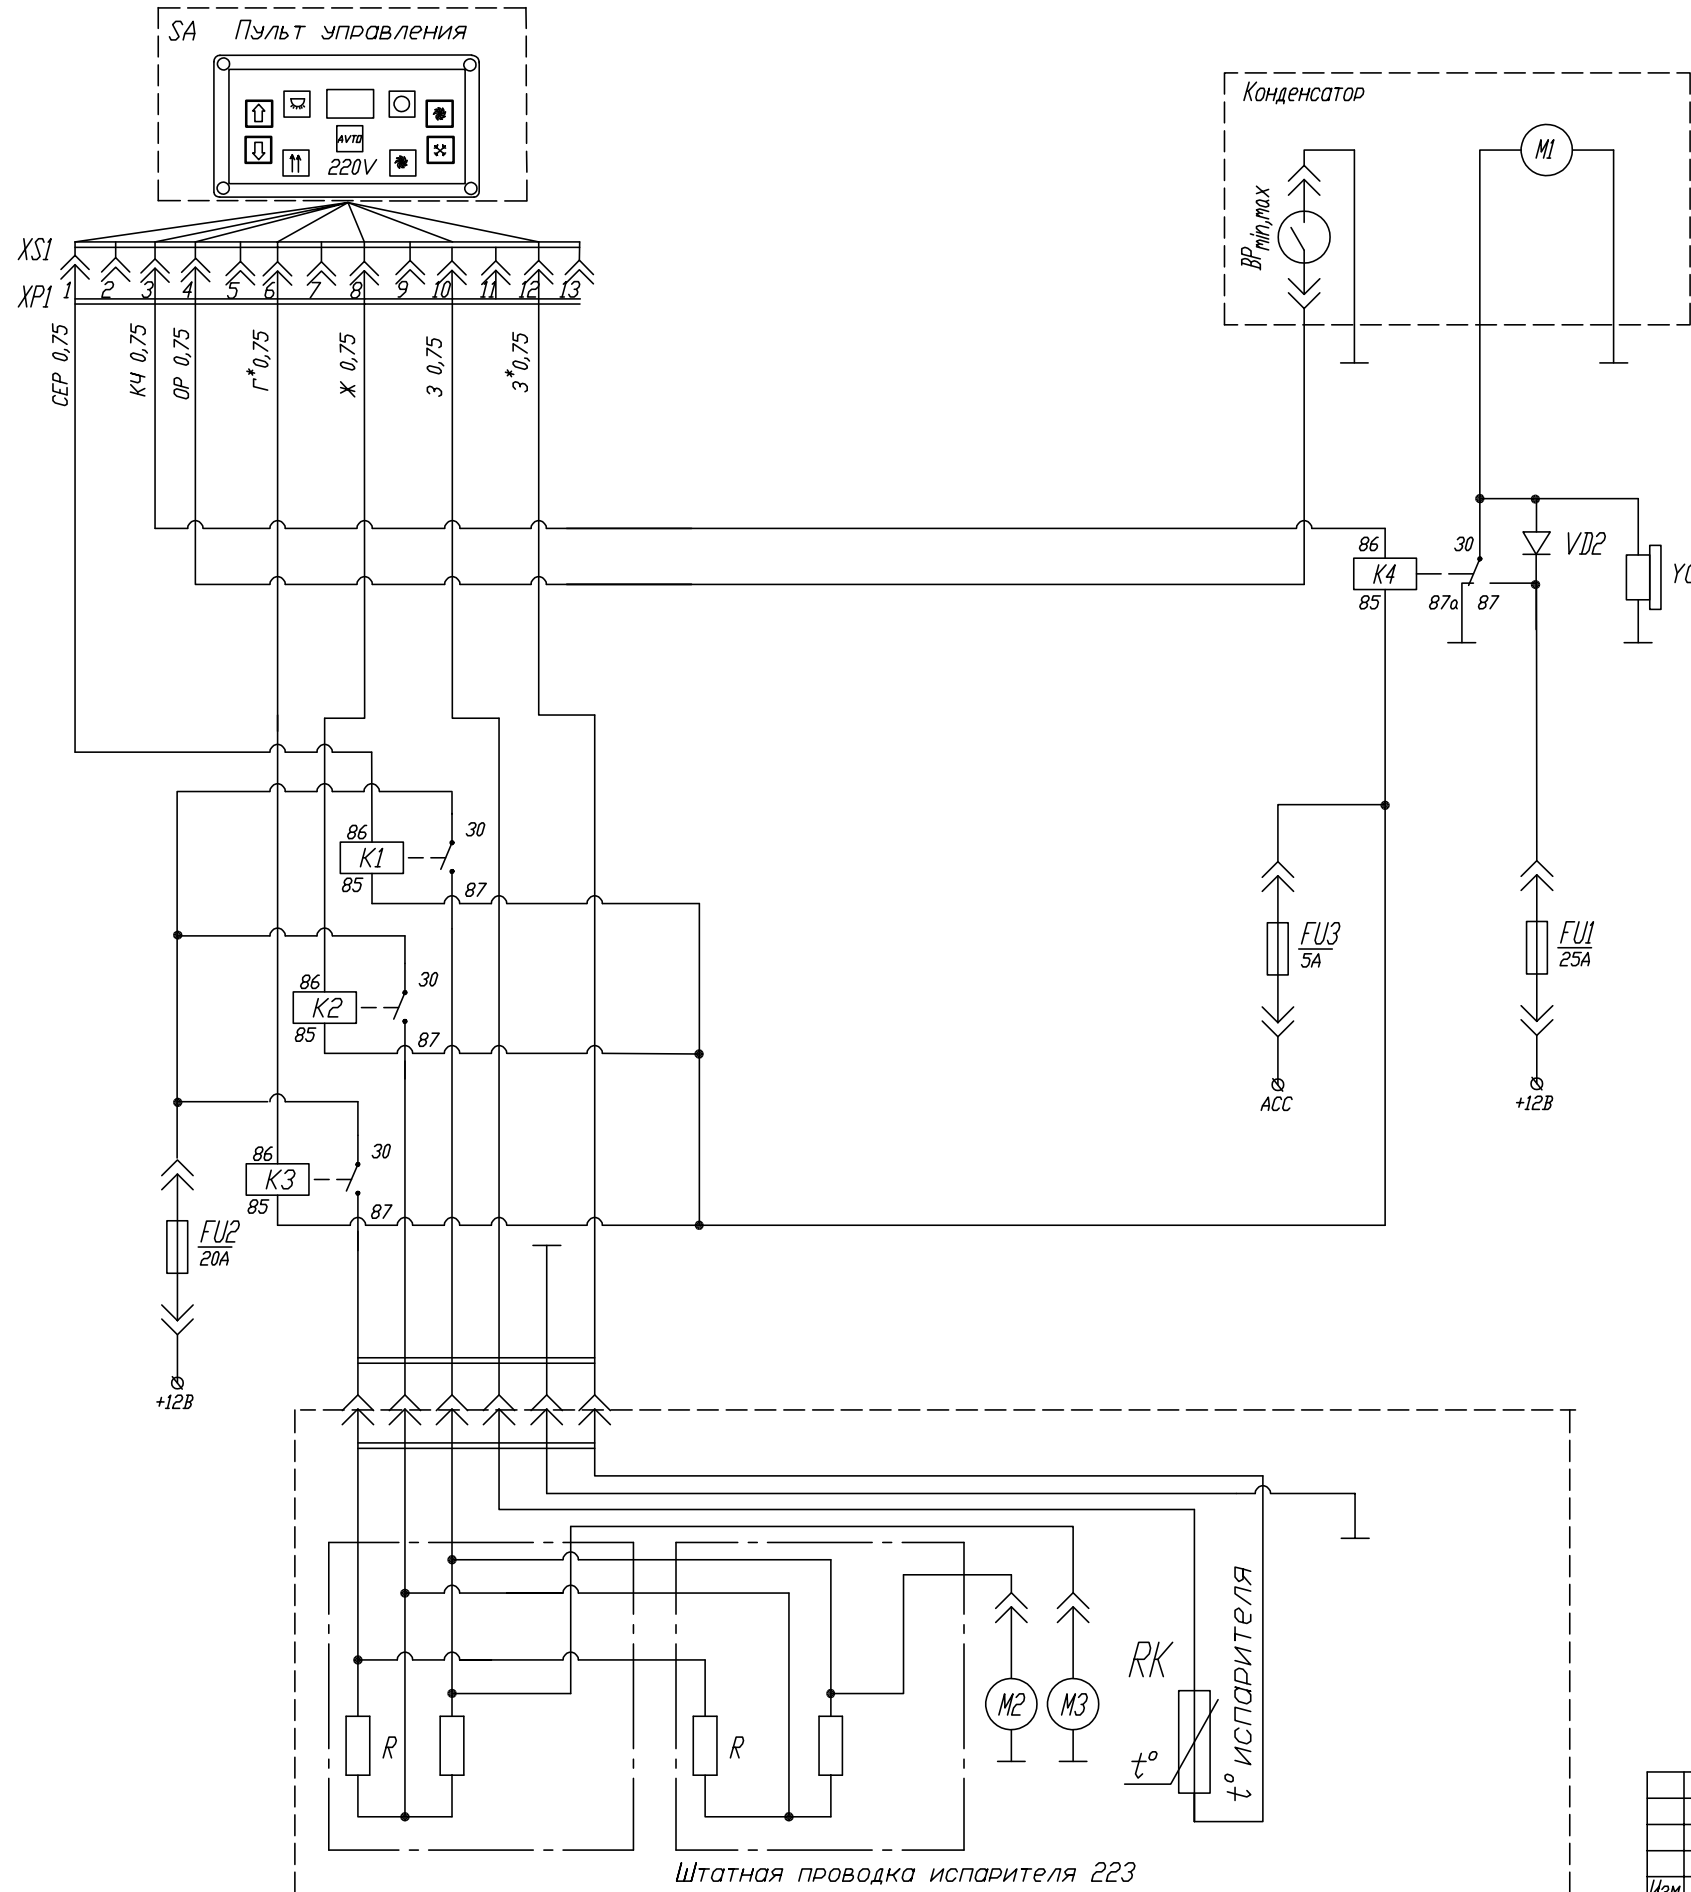 SA Пульт управления
AVTO
220V
Конденсатор
M1
BP min,max
XS1
XP1 1 2 3 4 5 6 7 8 9 10 11 12 13
СЕР 0,75
КЧ 0,75
ОР 0,75
Г* 0,75
Ж 0,75
З 0,75
З* 0,75
86
K4
85
30
87a 87
VD2
86
K1
85
30
87
86
K2
85
30
87
86
K3
85
30
87
FU3
5A
ACC
FU1
25A
+12В
FU2
20A
+12В
R
R
M2
M3
RK
t°
t° испарителя
Штатная проводка испарителя 223